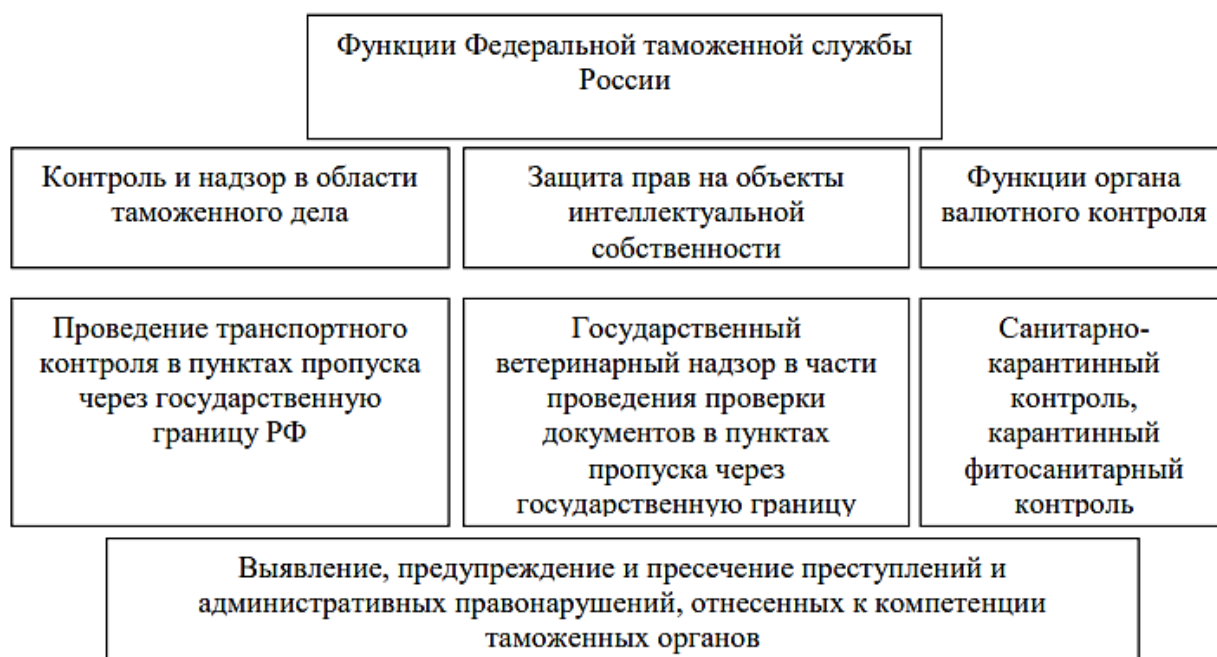 Функции Федеральной таможенной службы
России
Контроль и надзор в области
таможенного дела
Защита прав на объекты
интеллектуальной
собственности
Функции органа
валютного контроля
Проведение транспортного
контроля в пунктах пропуска
через государственную
границу РФ
Государственный
ветеринарный надзор в части
проведения проверки
документов в пунктах
пропуска через
государственную границу
Санитарно-
карантинный
контроль,
карантинный
фитосанитарный
контроль
Выявление, предупреждение и пресечение преступлений и
административных правонарушений, отнесенных к компетенции
таможенных органов